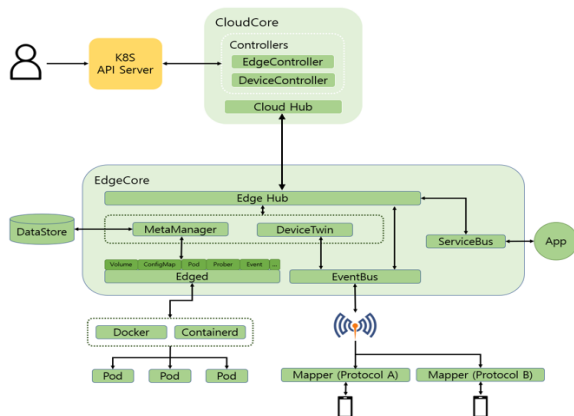 CloudCore
Controllers
EdgeController
DeviceController
Cloud Hub
K8S
API Server
EdgeCore
Edge Hub
DataStore
MetaManager
DeviceTwin
ServiceBus
App
Volume ConfigMap Pod Prober Event ...
Edged
EventBus
Docker
Containerd
Pod
Pod
Pod
Mapper (Protocol A)
Mapper (Protocol B)